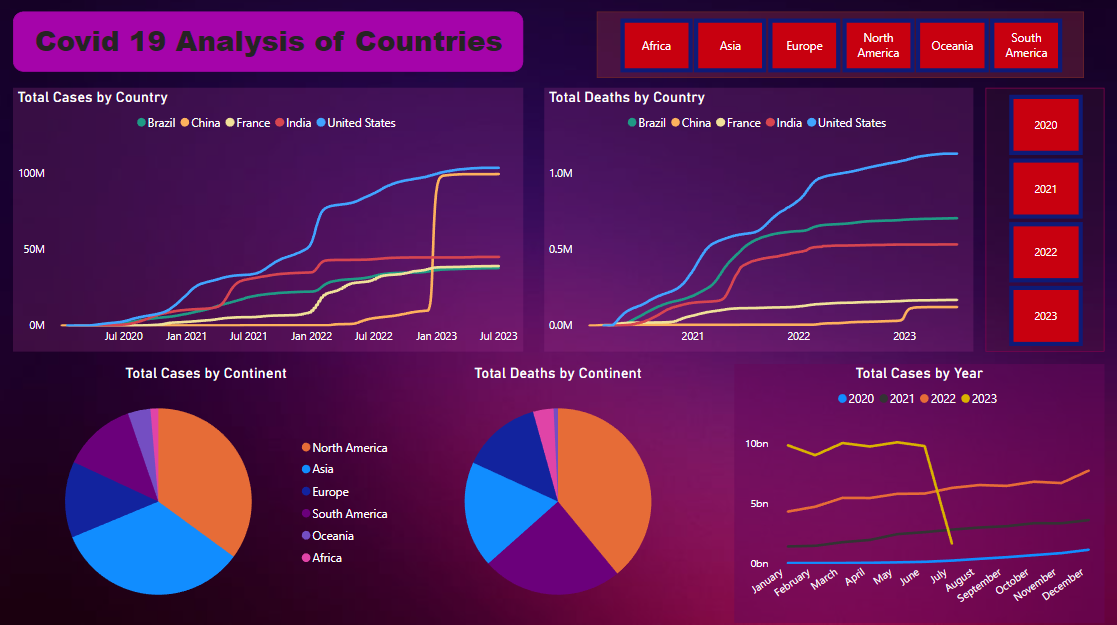 Covid 19 Analysis of Countries
Africa
Asia
Europe
North
America
Oceania
South
America
Total Cases by Country
Brazil China France India United States
100M
50M
0M
Jul 2020 Jan 2021 Jul 2021 Jan 2022 Jul 2022 Jan 2023 Jul 2023
Total Deaths by Country
Brazil China France India United States
1.0M
0.5M
0.0M
2021 2022 2023
2020
2021
2022
2023
Total Cases by Continent
North America
Asia
Europe
South America
Oceania
Africa
Total Deaths by Continent
Total Cases by Year
2020 2021 2022 2023
10bn
5bn
0bn
January February March April May June July August September October November December